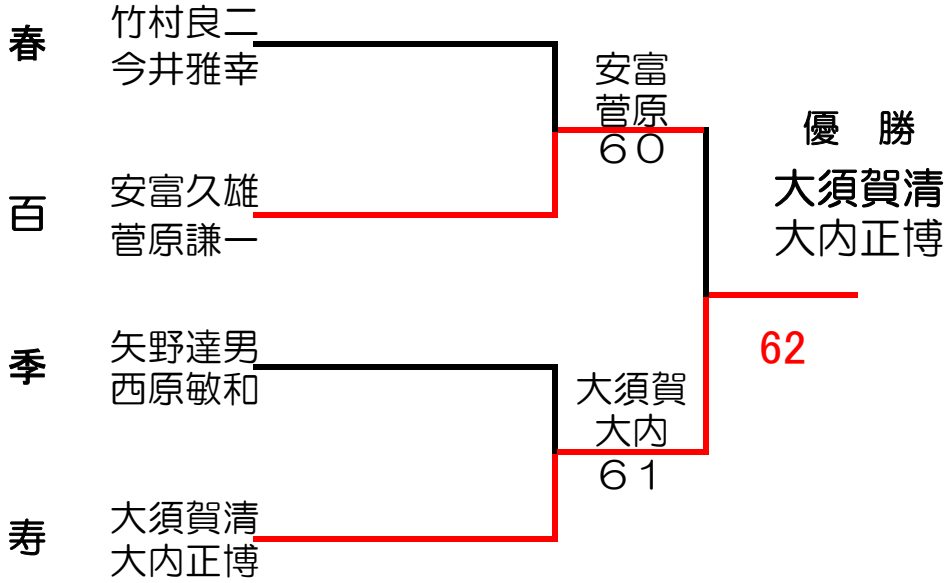 春
竹村良二
今井雅幸
百
安富久雄
菅原謙一
季
矢野達男
西原敏和
寿
大須賀清
大内正博
安富
菅原
６０
大須賀
大内
６１
優　勝
大須賀清
大内正博
62